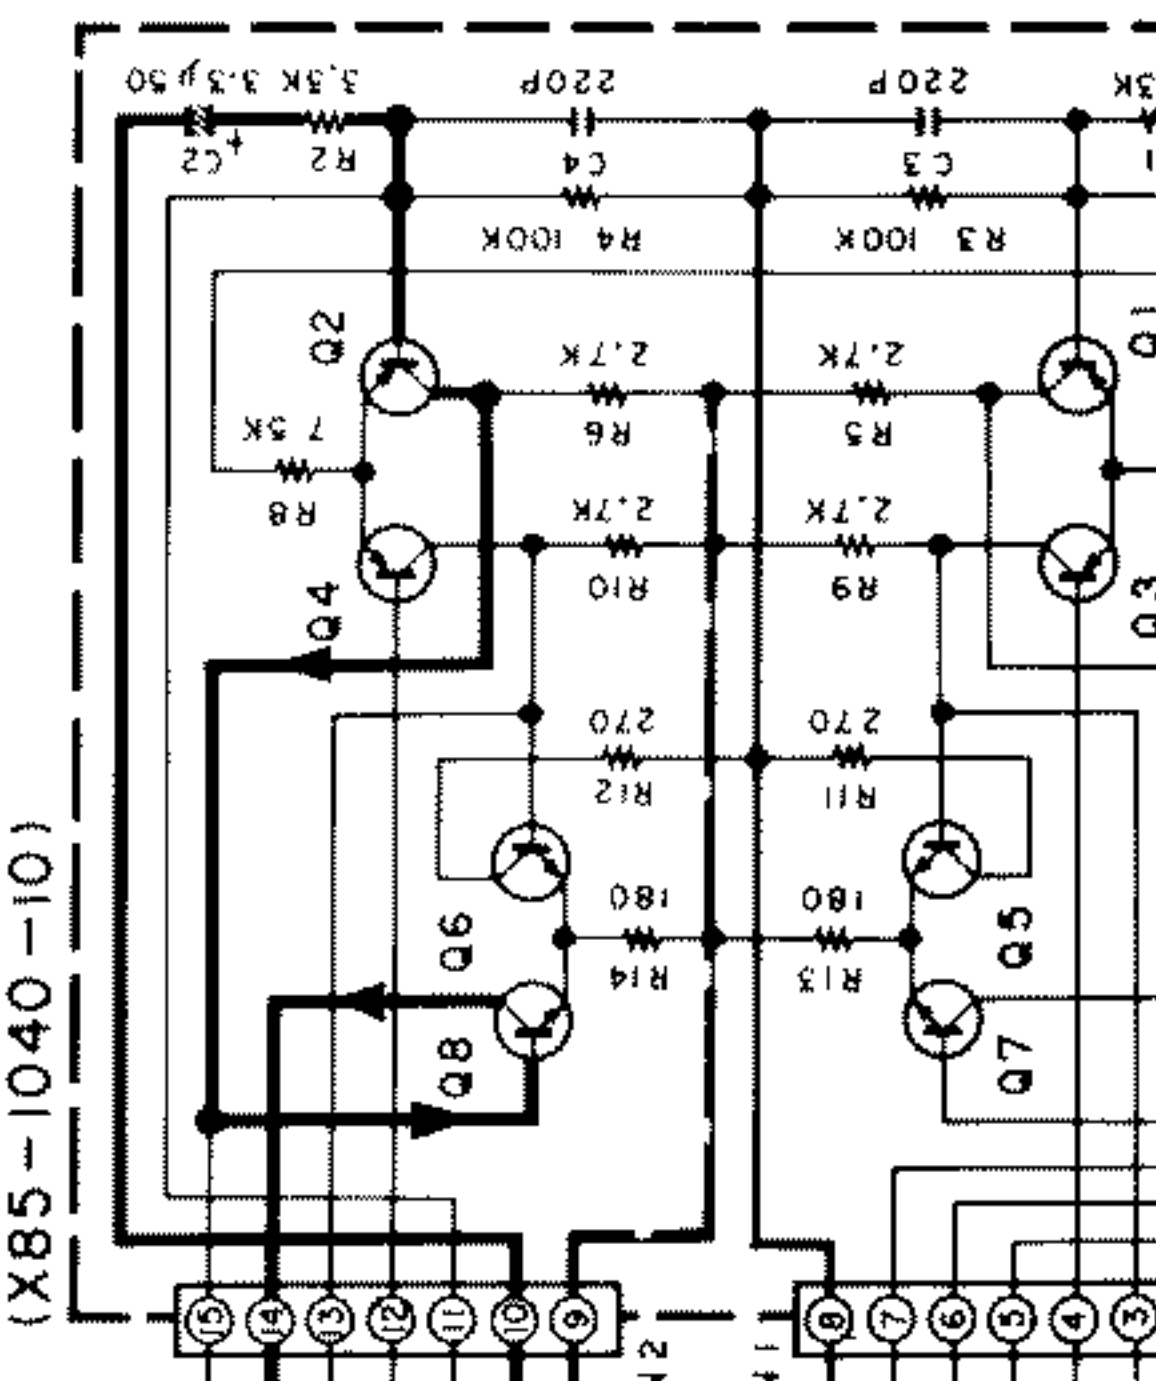 3.3μ 50
3.3K
220P
220P
C2
+
R2
C4
C3
R4 100K
R3 100K
Q2
2.7K
2.7K
Q1
7.5K
R6
R5
R8
2.7K
2.7K
Q4
R10
R9
Q3
270
270
R12
R11
180
180
Q6
Q5
R14
R13
Q8
Q7
(X85-1040-10)
15
14
13
12
11
10
9
8
7
6
5
4
3